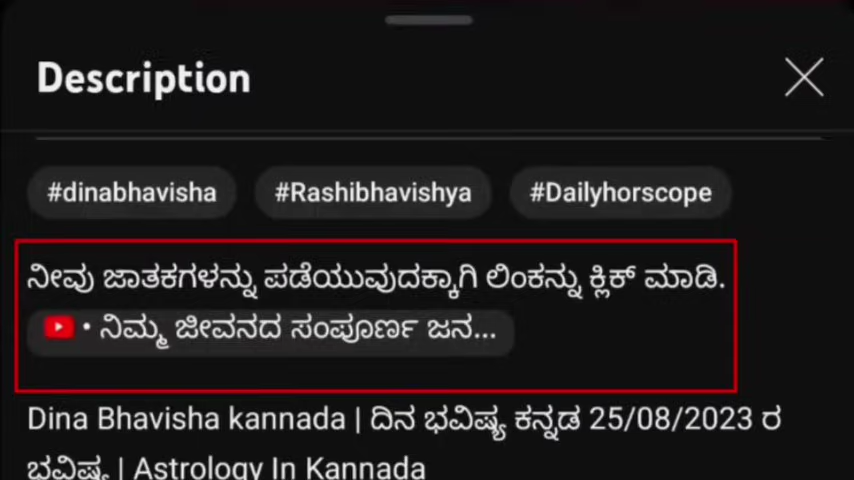 Description
#dinabhavisha #Rashibhavishya #Dailyhorscope
ನೀವು ಜಾತಕಗಳನ್ನು ಪಡೆಯುವುದಕ್ಕಾಗಿ ಲಿಂಕನ್ನು ಕ್ಲಿಕ್ ಮಾಡಿ.
• ನಿಮ್ಮ ಜೀವನದ ಸಂಪೂರ್ಣ ಜನ...
Dina Bhavisha kannada | ದಿನ ಭವಿಷ್ಯ ಕನ್ನಡ 25/08/2023 ರ
ಭವಿಷ್ಯ | Astrology In Kannada